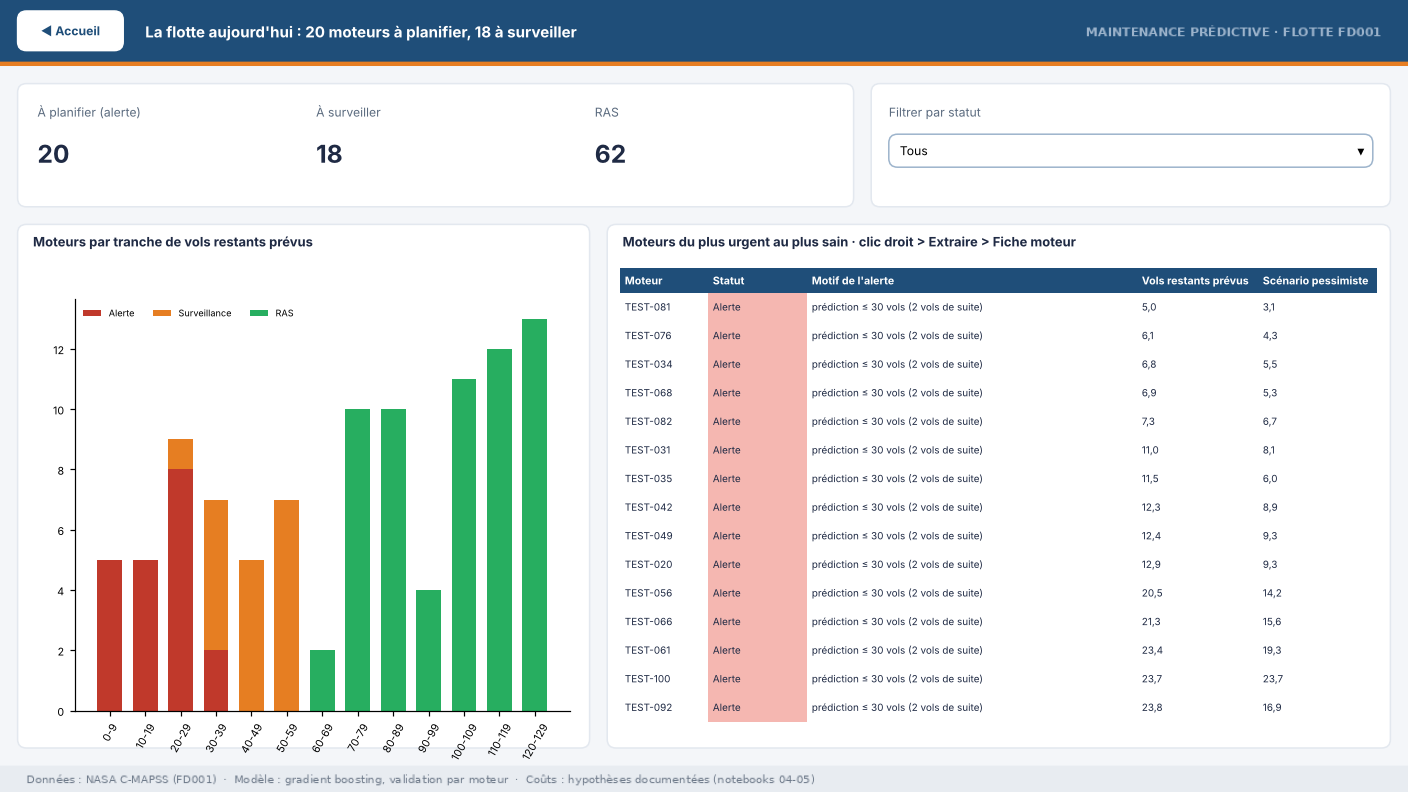 ◀ Accueil
La flotte aujourd'hui : 20 moteurs à planifier, 18 à surveiller
MAINTENANCE PRÉDICTIVE · FLOTTE FD001
À planifier (alerte)
20
À surveiller
18
RAS
62
Filtrer par statut
Tous ▼
Moteurs par tranche de vols restants prévus
Alerte Surveillance RAS
12
10
8
6
4
2
0
0-9 10-19 20-29 30-39 40-49 50-59 60-69 70-79 80-89 90-99 100-109 110-119 120-129
Moteurs du plus urgent au plus sain · clic droit > Extraire > Fiche moteur
Moteur Statut Motif de l'alerte Vols restants prévus Scénario pessimiste
TEST-081 Alerte prédiction ≤ 30 vols (2 vols de suite) 5,0 3,1
TEST-076 Alerte prédiction ≤ 30 vols (2 vols de suite) 6,1 4,3
TEST-034 Alerte prédiction ≤ 30 vols (2 vols de suite) 6,8 5,5
TEST-068 Alerte prédiction ≤ 30 vols (2 vols de suite) 6,9 5,3
TEST-082 Alerte prédiction ≤ 30 vols (2 vols de suite) 7,3 6,7
TEST-031 Alerte prédiction ≤ 30 vols (2 vols de suite) 11,0 8,1
TEST-035 Alerte prédiction ≤ 30 vols (2 vols de suite) 11,5 6,0
TEST-042 Alerte prédiction ≤ 30 vols (2 vols de suite) 12,3 8,9
TEST-049 Alerte prédiction ≤ 30 vols (2 vols de suite) 12,4 9,3
TEST-020 Alerte prédiction ≤ 30 vols (2 vols de suite) 12,9 9,3
TEST-056 Alerte prédiction ≤ 30 vols (2 vols de suite) 20,5 14,2
TEST-066 Alerte prédiction ≤ 30 vols (2 vols de suite) 21,3 15,6
TEST-061 Alerte prédiction ≤ 30 vols (2 vols de suite) 23,4 19,3
TEST-100 Alerte prédiction ≤ 30 vols (2 vols de suite) 23,7 23,7
TEST-092 Alerte prédiction ≤ 30 vols (2 vols de suite) 23,8 16,9
Données : NASA C-MAPSS (FD001) · Modèle : gradient boosting, validation par moteur · Coûts : hypothèses documentées (notebooks 04-05)